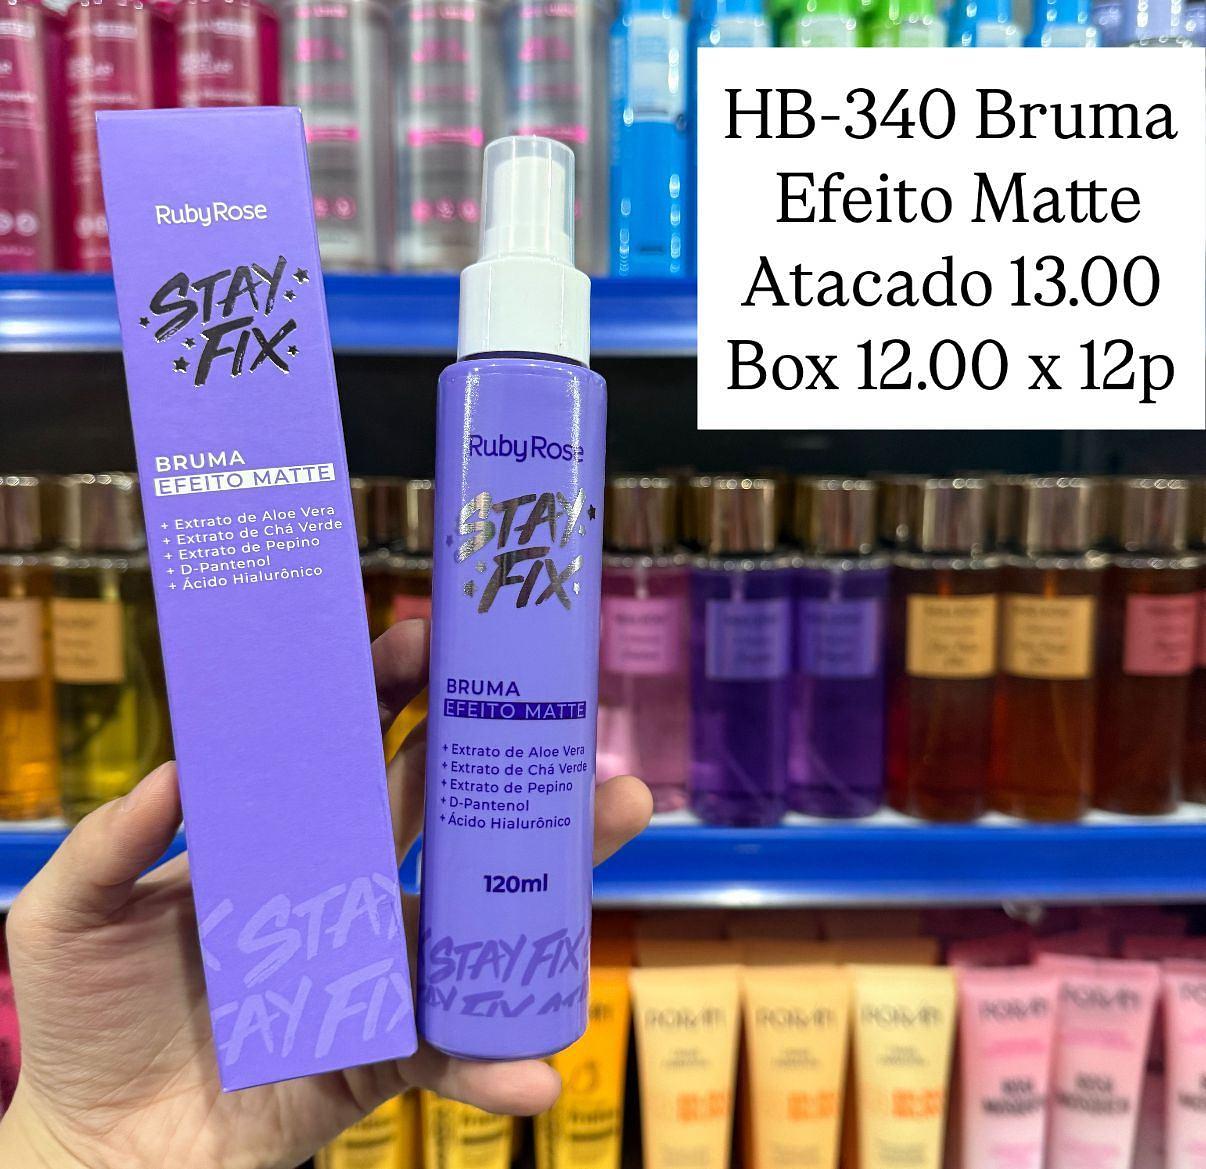 HB-340 Bruma
Efeito Matte
Atacado 13.00
Box 12.00 x 12p
RubyRose
STAY
FIX
BRUMA
EFEITO MATTE
+ Extrato de Aloe Vera
+ Extrato de Chá Verde
+ Extrato de Pepino
+ D-Pantenol
+ Ácido Hialurônico
STAY
STAY FIX
RubyRose
STAY
FIX
BRUMA
EFEITO MATTE
+ Extrato de Aloe Vera
+ Extrato de Chá Verde
+ Extrato de Pepino
+ D-Pantenol
+ Ácido Hialurônico
120ml
STAY FIX